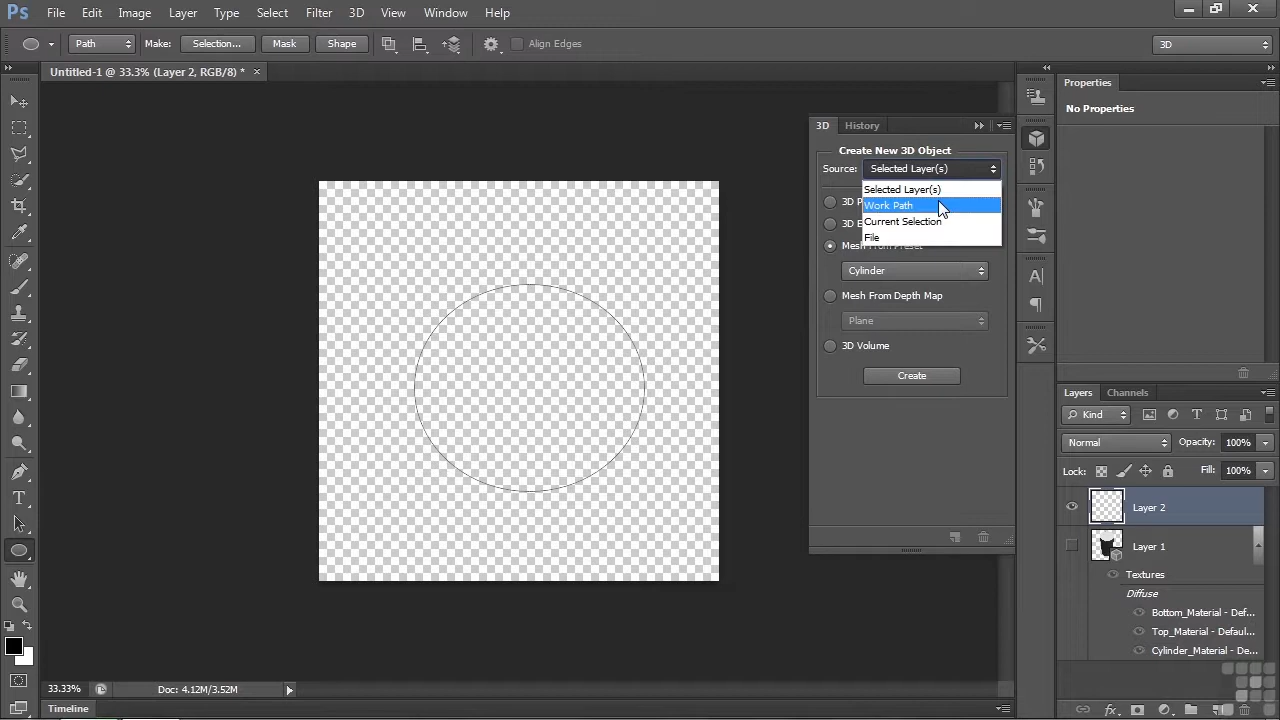 Ps File Edit Image Layer Type Select Filter 3D View Window Help
Path Make: Selection... Mask Shape Align Edges 3D
Untitled-1 @ 33.3% (Layer 2, RGB/8) *
Properties
No Properties
3D History
Create New 3D Object
Source: Selected Layer(s)
Selected Layer(s)
Work Path
Current Selection
File
Cylinder
Mesh From Depth Map
Plane
3D Volume
Create
Layers Channels
Kind
Normal Opacity: 100%
Lock: Fill: 100%
Layer 2
Layer 1
Textures
Diffuse
Bottom_Material - Def...
Top_Material - Defaul...
Cylinder_Material - De...
33.33% Doc: 4.12M/3.52M
Timeline